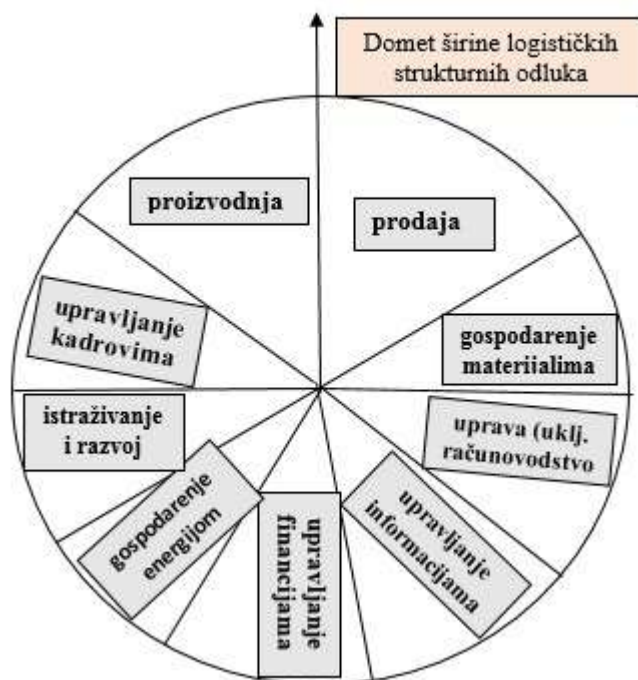 Domet širine logističkih
strukturnih odluka
proizvodnja
prodaja
upravljanje
kadrovima
gospodarenje
materijalima
istraživanje
i razvoj
uprava (uklj.
računovodstvo
gospodarenje
energijom
upravljanje
financijama
upravljanje
informacijama